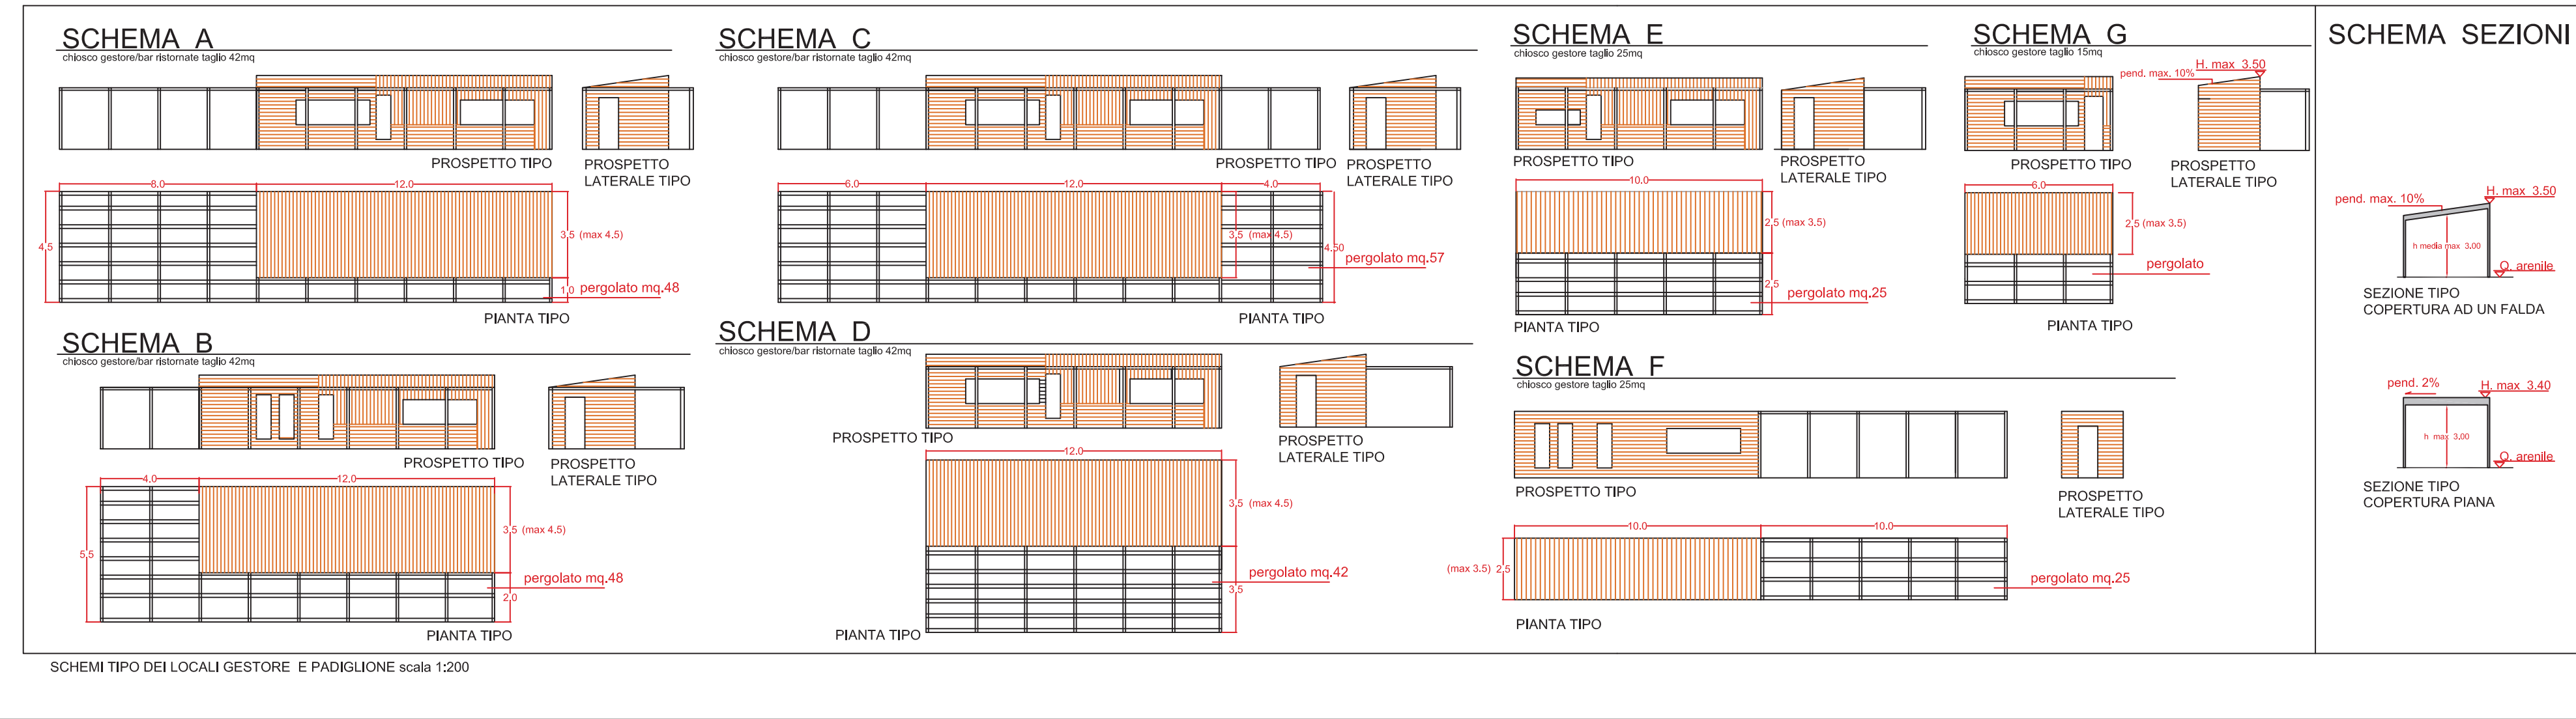 SCHEMA A
chiosco gestore/bar ristornate taglio 42mq
PROSPETTO TIPO
PROSPETTO
LATERALE TIPO
8.0
12.0
4,5
3,5 (max 4.5)
1,0
pergolato mq.48
PIANTA TIPO
SCHEMA B
chiosco gestore/bar ristornate taglio 42mq
PROSPETTO TIPO
PROSPETTO
LATERALE TIPO
4.0
12.0
5,5
3,5 (max 4.5)
pergolato mq.48
2,0
PIANTA TIPO
SCHEMA C
chiosco gestore/bar ristornate taglio 42mq
PROSPETTO TIPO
PROSPETTO
LATERALE TIPO
6.0
12.0
4.0
3,5 (max 4.5)
4,50
pergolato mq.57
PIANTA TIPO
SCHEMA D
chiosco gestore/bar ristornate taglio 42mq
PROSPETTO TIPO
PROSPETTO
LATERALE TIPO
12.0
3,5 (max 4.5)
pergolato mq.42
3,5
PIANTA TIPO
SCHEMA E
chiosco gestore taglio 25mq
PROSPETTO TIPO
PROSPETTO
LATERALE TIPO
10.0
2,5 (max 3.5)
2,5
pergolato mq.25
PIANTA TIPO
SCHEMA G
chiosco gestore taglio 15mq
H. max 3.50
pend. max. 10%
PROSPETTO TIPO
PROSPETTO
LATERALE TIPO
6.0
2,5 (max 3.5)
pergolato
PIANTA TIPO
SCHEMA F
chiosco gestore taglio 25mq
PROSPETTO TIPO
PROSPETTO
LATERALE TIPO
10.0
10.0
(max 3.5) 2,5
pergolato mq.25
PIANTA TIPO
SCHEMA SEZIONI
pend. max. 10%
H. max 3.50
h media max 3,00
Q. arenile
SEZIONE TIPO
COPERTURA AD UN FALDA
pend. 2%
H. max 3.40
h max 3,00
Q. arenile
SEZIONE TIPO
COPERTURA PIANA
SCHEMI TIPO DEI LOCALI GESTORE E PADIGLIONE scala 1:200